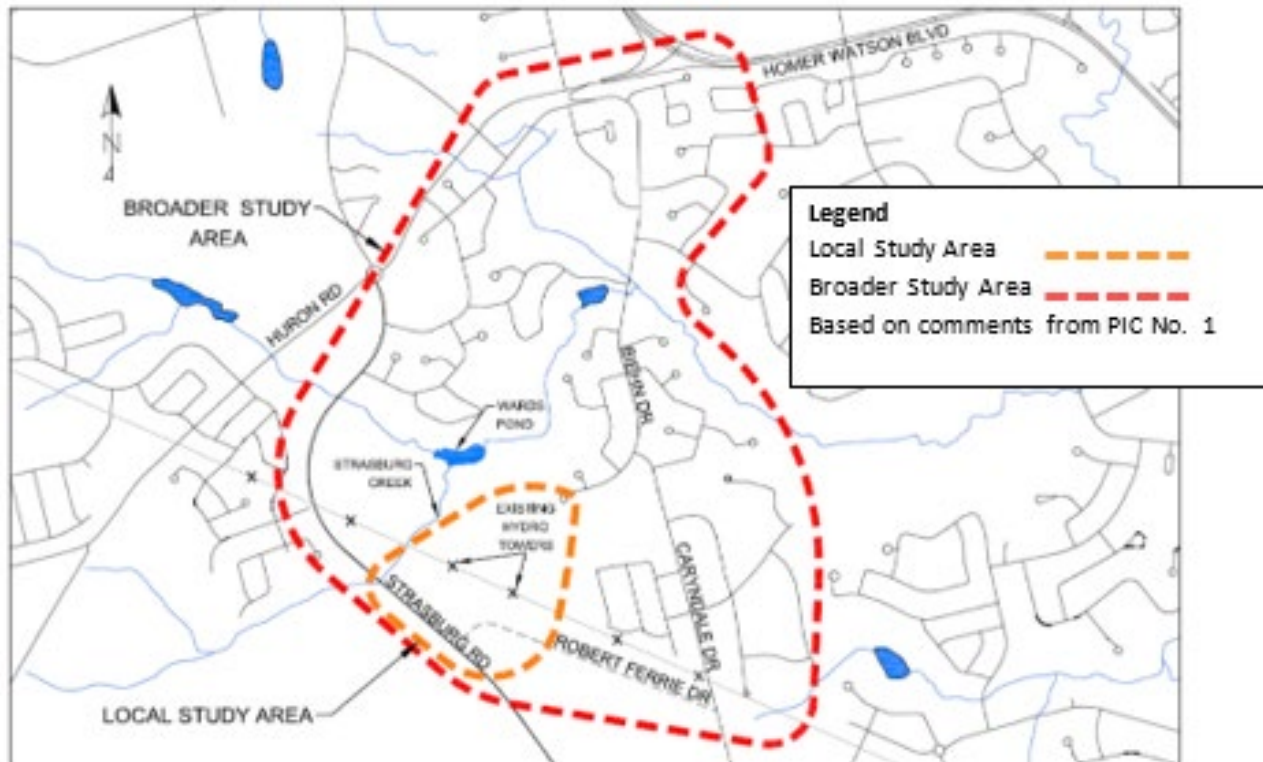 HOMER WATSON BLVD
N
BROADER STUDY
AREA
Legend
Local Study Area
Broader Study Area
Based on comments from PIC No. 1
HURON RD
BIEHN DR
WARDS
POND
STRASBURG
CREEK
EXISTING
HYDRO
TOWERS
CARYNDALE DR
STRASBURG RD
ROBERT FERRIE DR
LOCAL STUDY AREA